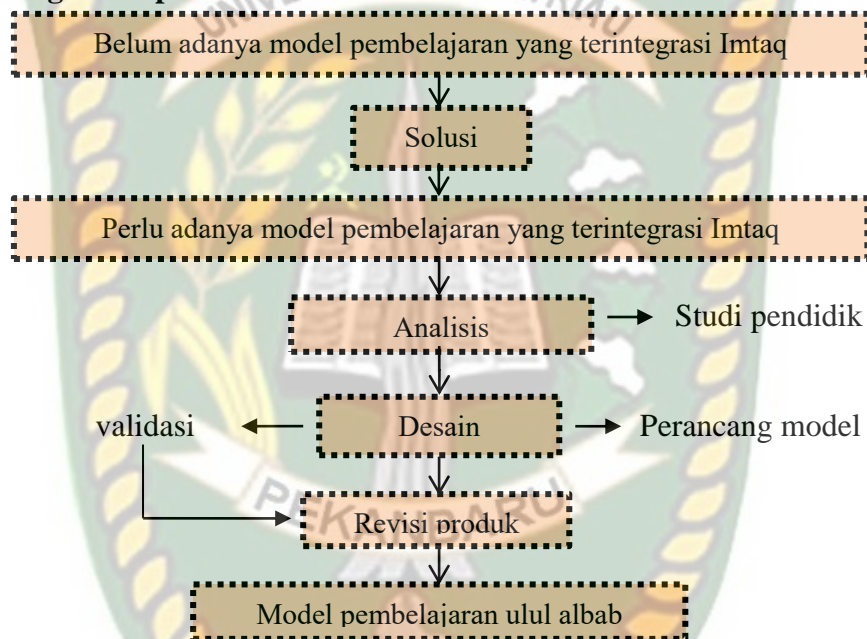 Belum adanya model pembelajaran yang terintegrasi Imtaq
Solusi
Perlu adanya model pembelajaran yang terintegrasi Imtaq
Analisis
Studi pendidik
validasi
Desain
Perancang model
PEKANBARU
Revisi produk
Model pembelajaran ulul albab